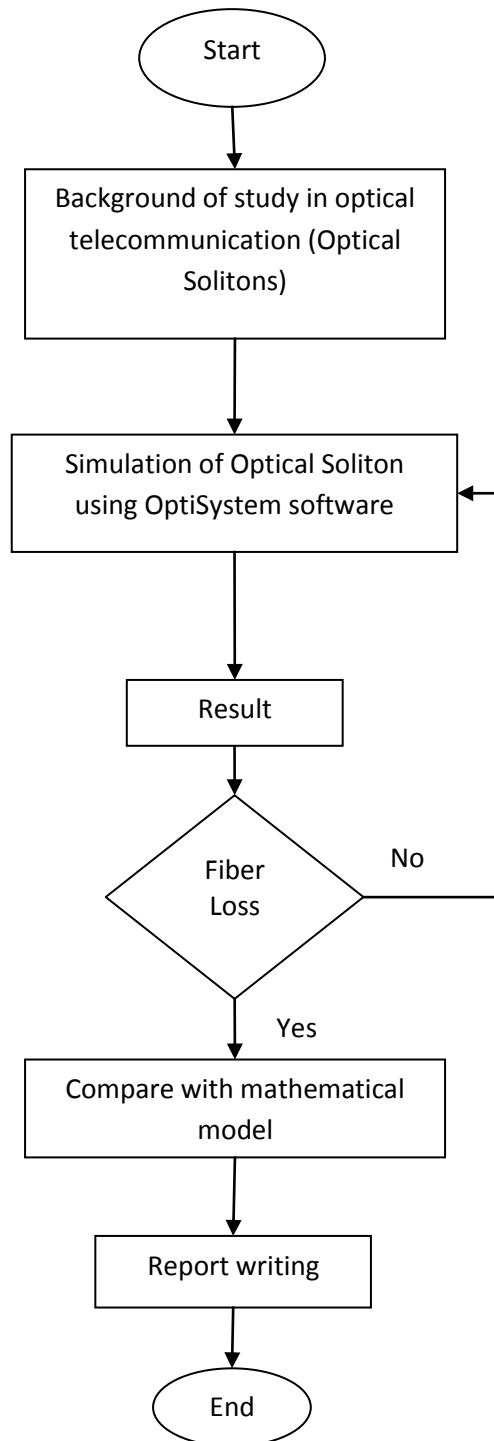 Start
Background of study in optical
telecommunication (Optical
Solitons)
Simulation of Optical Soliton
using OptiSystem software
Result
Fiber
Loss
No
Yes
Compare with mathematical
model
Report writing
End